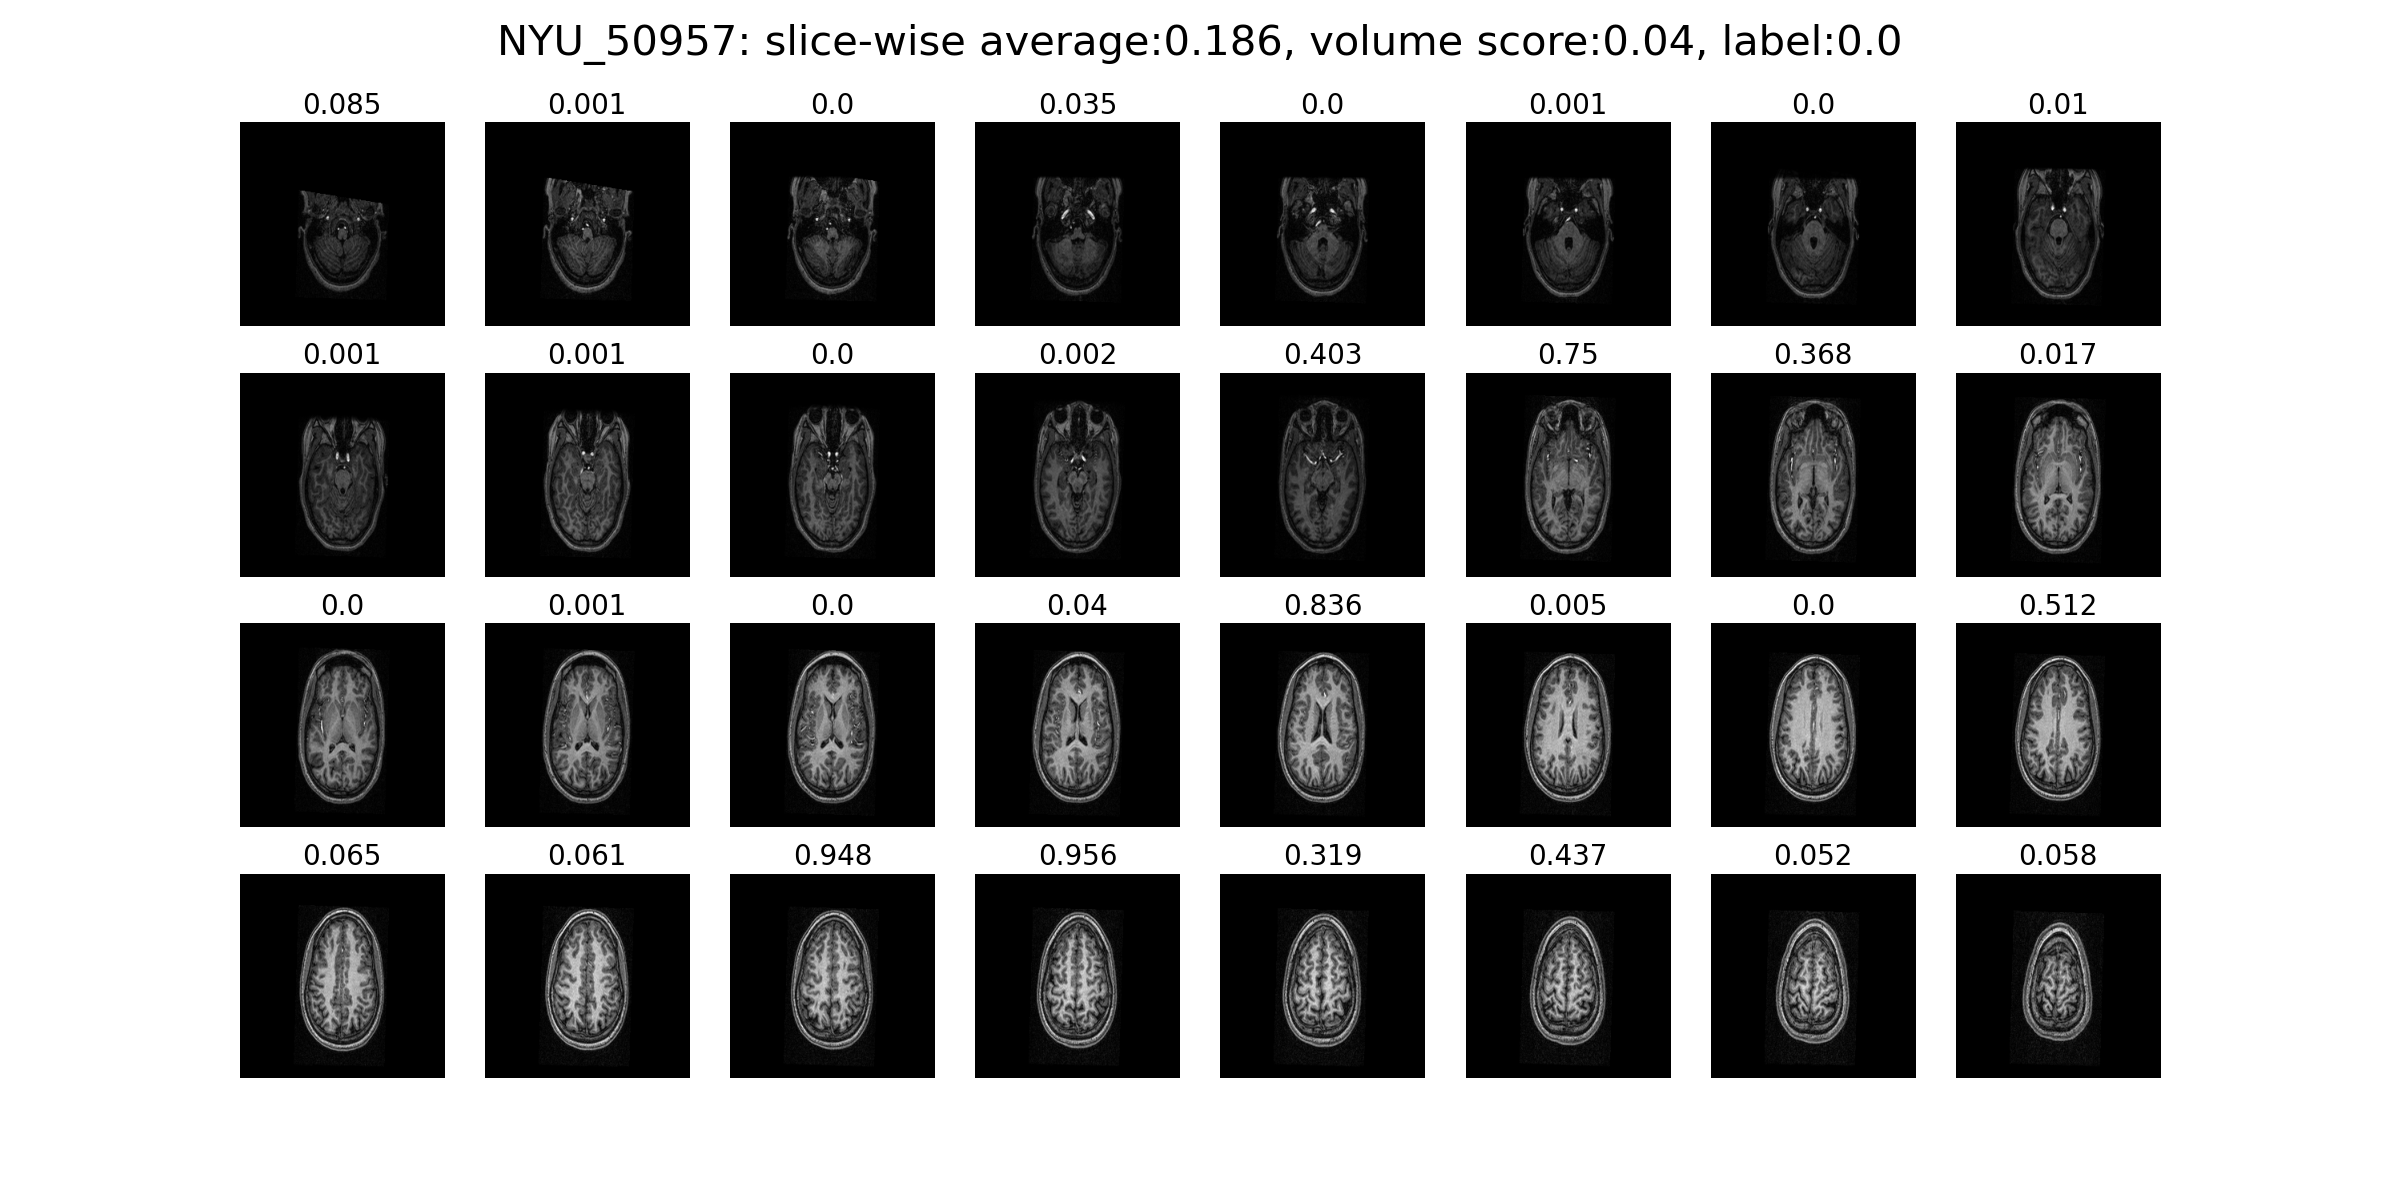 NYU_50957: slice-wise average:0.186, volume score:0.04, label:0.0
0.085 0.001 0.0 0.035 0.0 0.001 0.0 0.01
0.001 0.001 0.0 0.002 0.403 0.75 0.368 0.017
0.0 0.001 0.0 0.04 0.836 0.005 0.0 0.512
0.065 0.061 0.948 0.956 0.319 0.437 0.052 0.058